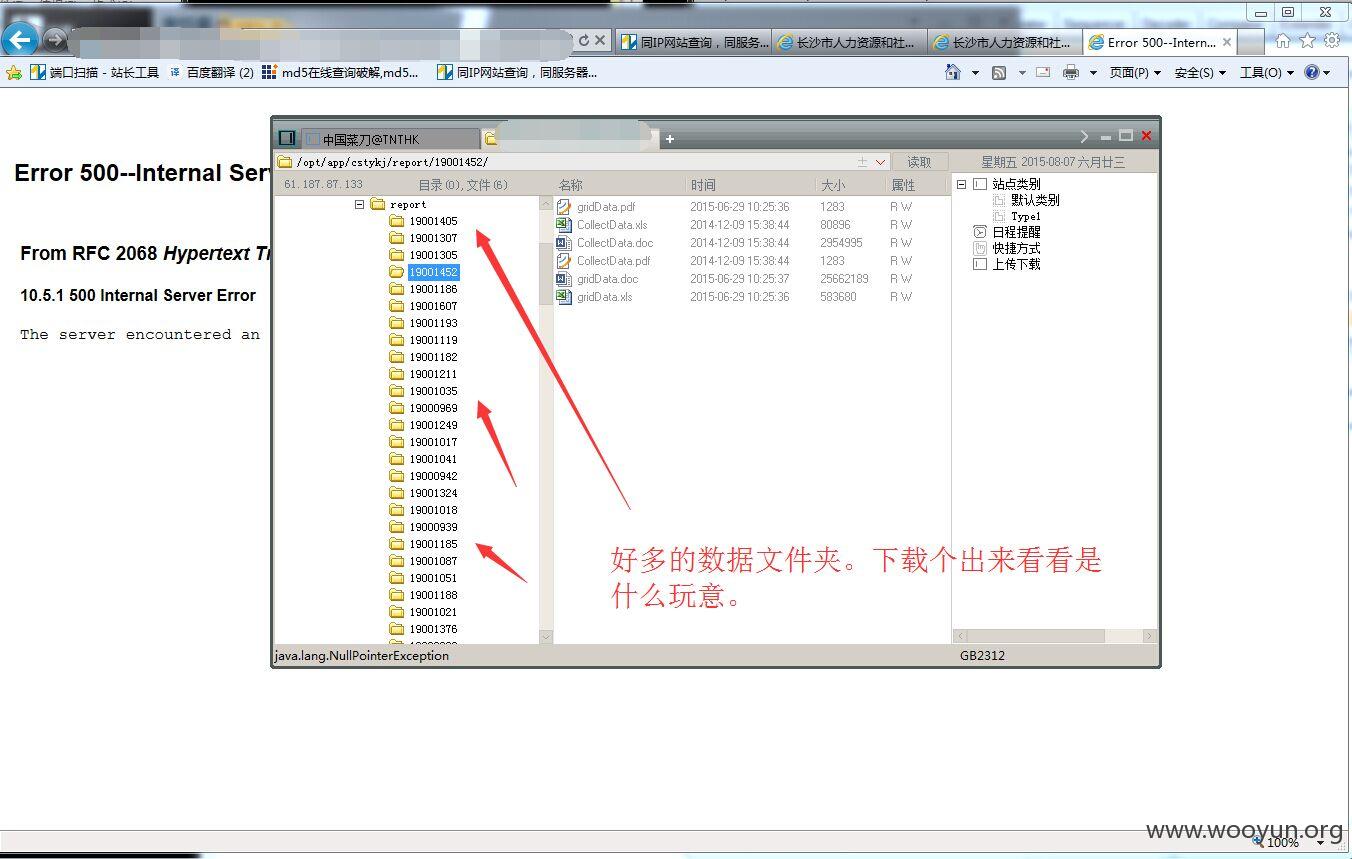 同IP网站查询，同服务...
长沙市人力资源和社...
长沙市人力资源和社...
Error 500--Intern...
端口扫描 - 站长工具
百度翻译 (2)
md5在线查询破解,md5...
同IP网站查询，同服务器...
页面(P)
安全(S)
工具(O)
Error 500--Internal Ser
From RFC 2068 Hypertext T
10.5.1 500 Internal Server Error
The server encountered an
中国菜刀@TNTHK
/opt/app/cstykj/report/19001452/
读取
星期五 2015-08-07 六月廿三
61.187.87.133
目录(0),文件(6)
名称 时间 大小 属性
report
19001405
19001307
19001305
19001452
19001186
19001607
19001193
19001119
19001182
19001211
19001035
19000969
19001249
19001017
19001041
19000942
19001324
19001018
19000939
19001185
19001087
19001051
19001188
19001021
19001376
gridData.pdf 2015-06-29 10:25:36 1283 R W
CollectData.xls 2014-12-09 15:38:44 80896 R W
CollectData.doc 2014-12-09 15:38:44 2954995 R W
CollectData.pdf 2014-12-09 15:38:44 1283 R W
gridData.doc 2015-06-29 10:25:37 25662189 R W
gridData.xls 2015-06-29 10:25:36 583680 R W
站点类别
默认类别
Type1
日程提醒
快捷方式
上传下载
好多的数据文件夹。下载个出来看看是
什么玩意。
java.lang.NullPointerException
GB2312
www.wooyun.org
100%